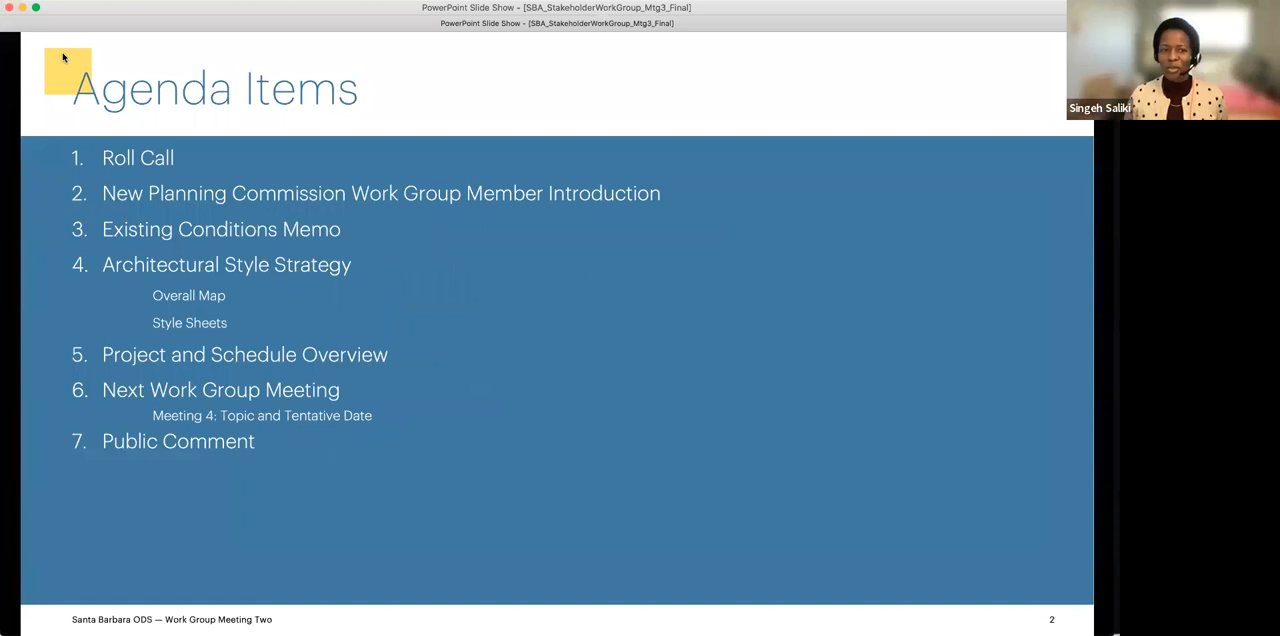 PowerPoint Slide Show - [SBA_StakeholderWorkGroup_Mtg3_Final]
PowerPoint Slide Show - [SBA_StakeholderWorkGroup_Mtg3_Final]
Agenda Items
Singeh Saliki
1. Roll Call
2. New Planning Commission Work Group Member Introduction
3. Existing Conditions Memo
4. Architectural Style Strategy
Overall Map
Style Sheets
5. Project and Schedule Overview
6. Next Work Group Meeting
Meeting 4: Topic and Tentative Date
7. Public Comment
Santa Barbara ODS — Work Group Meeting Two
2